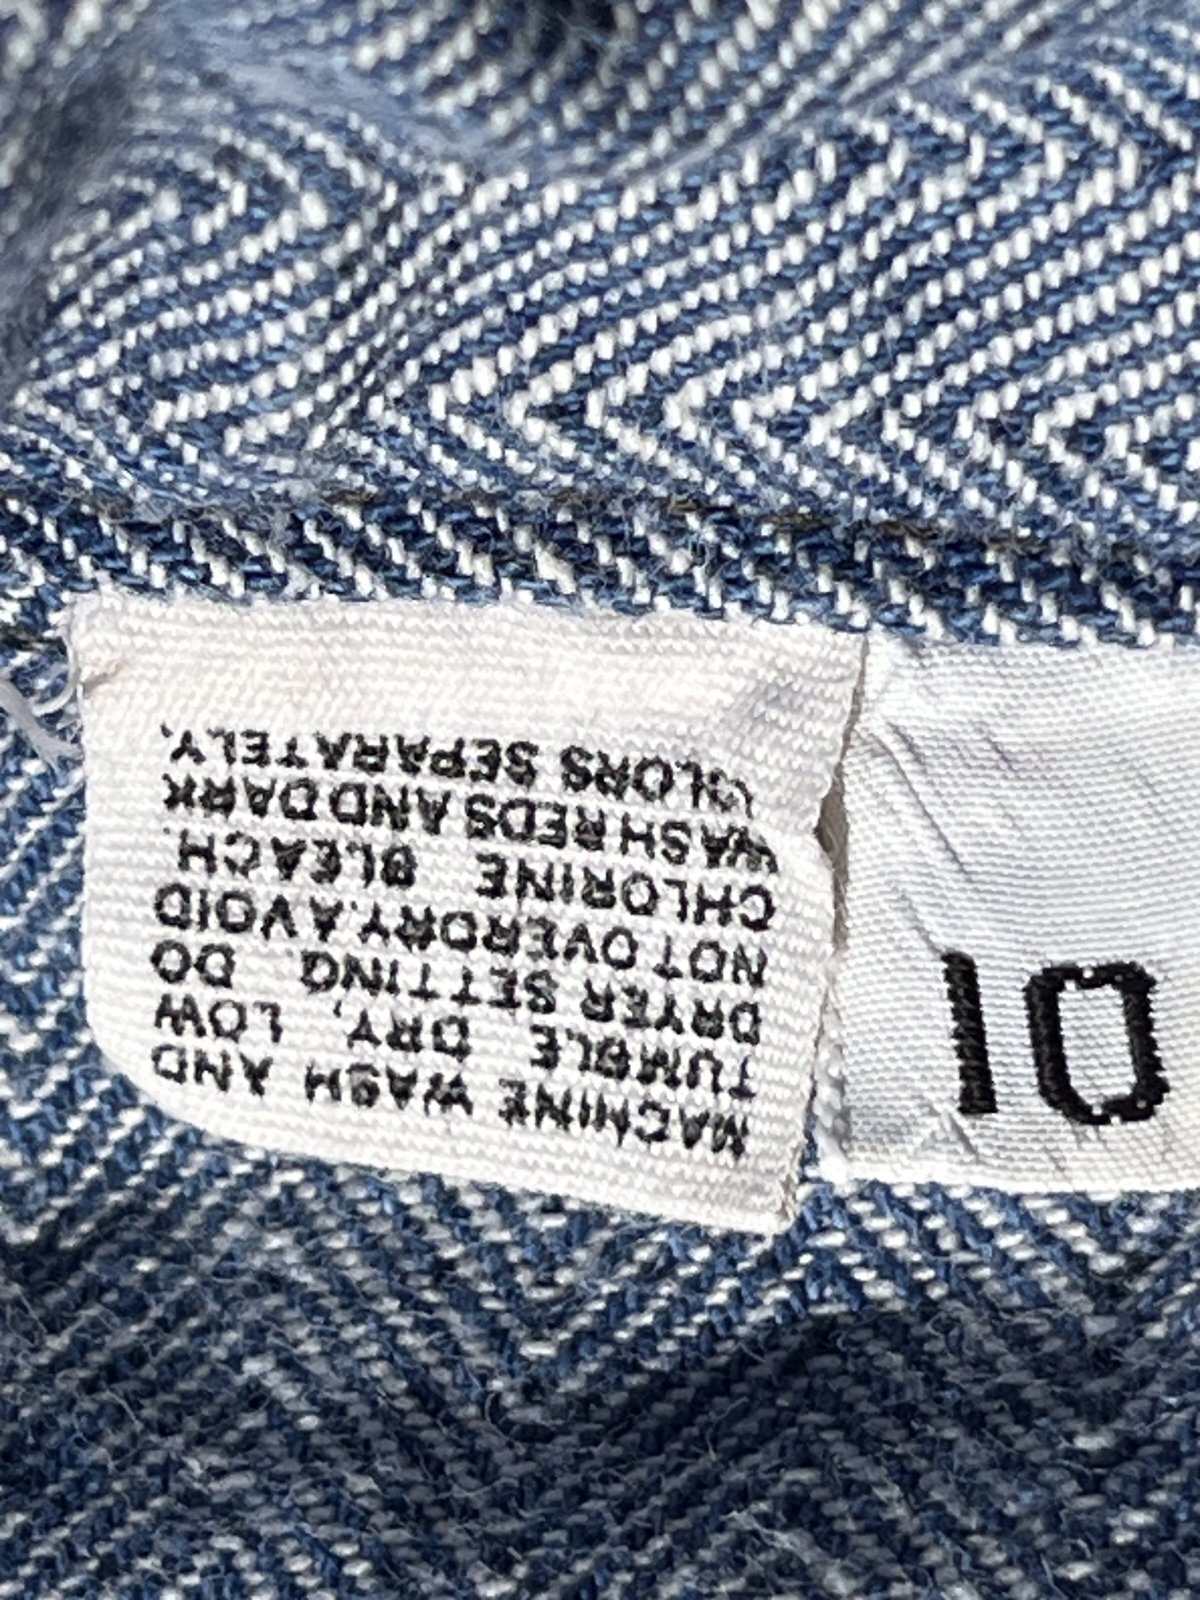 MACHINE WASH AND
TUMBLE DRY, LOW
DRYER SETTING. DO
NOT OVERDRY. AVOID
CHLORINE BLEACH.
WASH REDS AND DARK
COLORS SEPARATELY.
10